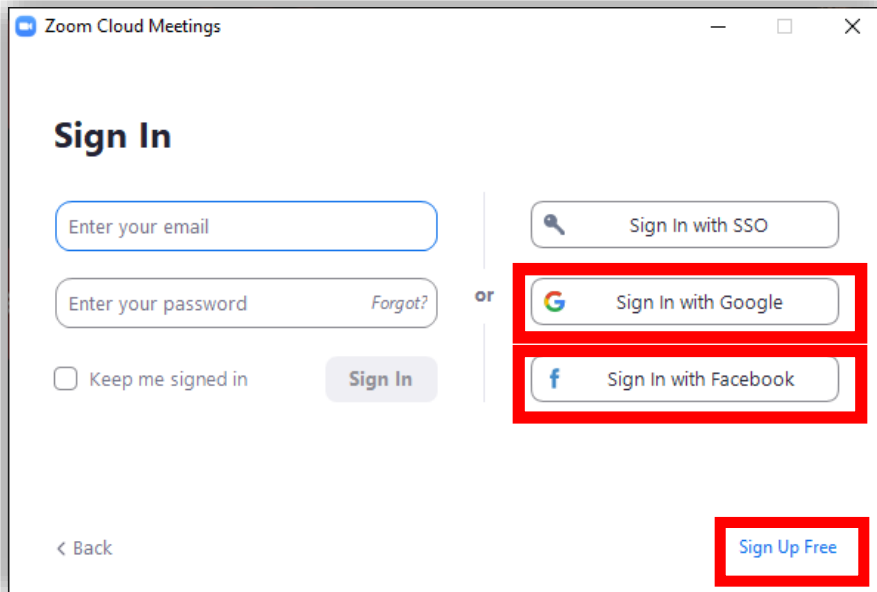 Zoom Cloud Meetings
Sign In
Enter your email
Enter your password Forgot?
Keep me signed in Sign In
or
Sign In with SSO
Sign In with Google
Sign In with Facebook
< Back
Sign Up Free